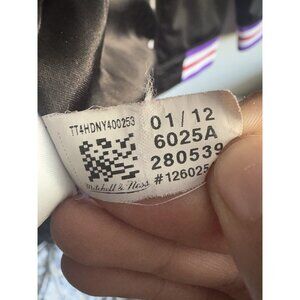 TT4HDNY400253
Mitchell & Ness
01/12
6025A
280539
#126025